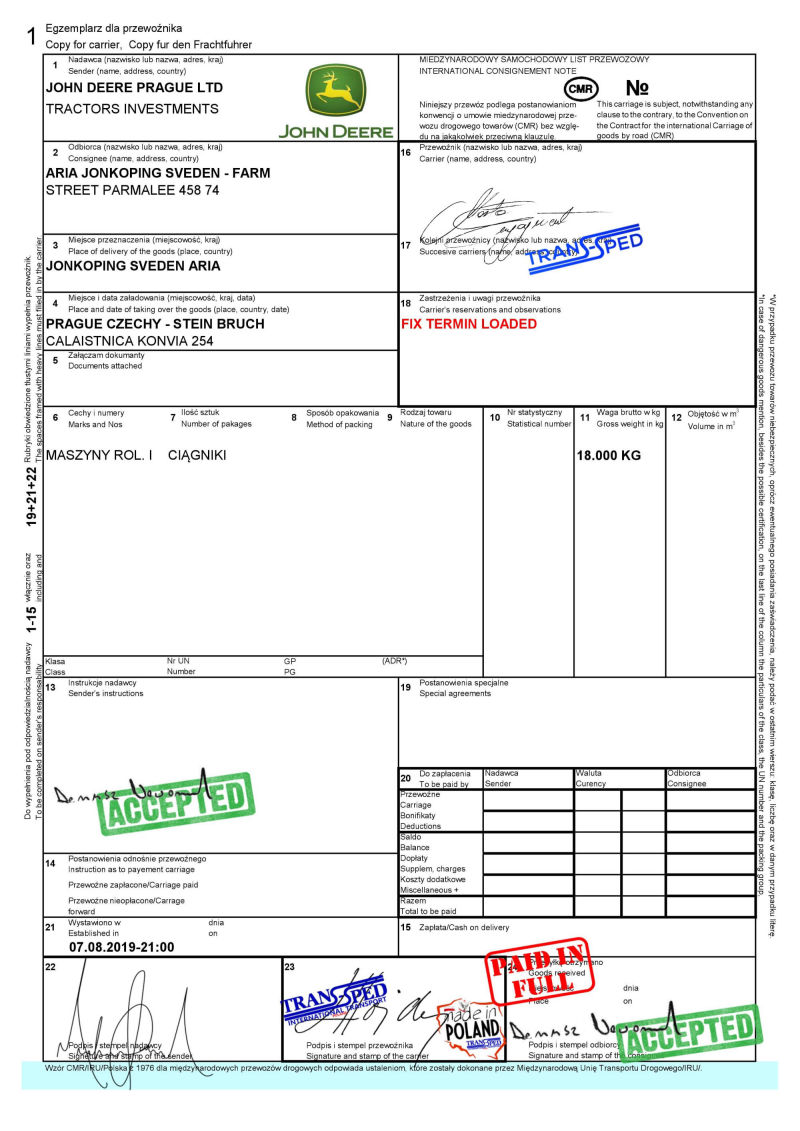 1
Egzemplarz dla przewoźnika
Copy for carrier, Copy fur den Frachtfuhrer
1 Nadawca (nazwisko lub nazwa, adres, kraj)
Sender (name, address, country)
JOHN DEERE PRAGUE LTD
TRACTORS INVESTMENTS
JOHN DEERE
MIEDZYNARODOWY SAMOCHODOWY LIST PRZEWOZOWY
INTERNATIONAL CONSIGNEMENT NOTE
CMR
№
Niniejszy przewóz podlega postanowieniom
konwencji o umowie międzynarodowej prze-
wozu drogowego towarów (CMR) bez wzglę-
du na jakąkolwiek przeciwną klauzulę.
This carriage is subject, notwithstanding any
clause to the contrary, to the Convention on
the Contract for the international Carriage of
goods by road (CMR)
2 Odbiorca (nazwisko lub nazwa, adres, kraj)
Consignee (name, address, country)
ARIA JONKOPING SVEDEN - FARM
STREET PARMALEE 458 74
16 Przewoźnik (nazwisko lub nazwa, adres, kraj)
Carrier (name, address, country)
3 Miejsce przeznaczenia (miejscowość, kraj)
Place of delivery of the goods (place, country)
JONKOPING SVEDEN ARIA
17 Kolejni przewoźnicy (nazwisko lub nazwa, adres, kraj)
Succesive carriers (name, address, country)
TRANS-SPED
4 Miejsce i data załadowania (miejscowość, kraj, data)
Place and date of taking over the goods (place, country, date)
PRAGUE CZECHY - STEIN BRUCH
CALAISTNICA KONVIA 254
18 Zastrzeżenia i uwagi przewoźnika
Carrier's reservations and observations
FIX TERMIN LOADED
5 Załączam dokumanty
Documents attached
6 Cechy i numery
Marks and Nos
7 Ilość sztuk
Number of pakages
8 Sposób opakowania
Method of packing
9 Rodzaj towaru
Nature of the goods
10 Nr statystyczny
Statistical number
11 Waga brutto w kg
Gross weight in kg
12 Objętość w m³
Volume in m³
MASZYNY ROL. I CIĄGNIKI
18.000 KG
Klasa
Class
Nr UN
Number
GP
PG
(ADR*)
13 Instrukcje nadawcy
Sender's instructions
ACCEPTED
19 Postanowienia specjalne
Special agreements
20 Do zapłacenia
To be paid by
Nadawca
Sender
Waluta
Curency
Odbiorca
Consignee
Przewoźne
Carriage
Bonifikaty
Deductions
Saldo
Balance
Dopłaty
Supplem, charges
Koszty dodatkowe
Miscellaneous +
Razem
Total to be paid
14 Postanowienia odnośnie przewoźnego
Instruction as to payement carriage
Przewoźne zapłacone/Carriage paid
Przewoźne nieopłacone/Carrage
forward
21 Wystawiono w dnia
Established in on
07.08.2019-21:00
15 Zapłata/Cash on delivery
22
Podpis i stempel nadawcy
Signature and stamp of the sender
23
TRANS-SPED
INTERNATIONAL TRANSPORT
made in
POLAND
TRANS-SPED
Podpis i stempel przewoźnika
Signature and stamp of the carrier
24 Przesyłkę otrzymano
Goods received
PAID IN
FULL
Miejscowość dnia
Place on
ACCEPTED
Podpis i stempel odbiorcy
Signature and stamp of the consignee
Wzór CMR/IRU/Polska z 1976 dla międzynarodowych przewozów drogowych odpowiada ustaleniom, które zostały dokonane przez Międzynarodową Unię Transportu Drogowego/IRU/.
Do wypełnienia pod odpowiedzialnością nadawcy 1-15 włącznie oraz 19+21+22 Rubryki obwiedzione tłustymi liniami wypełnia przewoźnik.
To be completed on sender's responsability including and The spaces framed with heavy lines must filled in by the carrier
*W przypadku przewozu towarów niebezpiecznych, oprócz ewentualnego posiadania zaświadczenia, należy podać w ostatnim wierszu: klasę, liczbę oraz w danym przypadku literę.
*In case of dangerous goods mention, besides the possible certification, on the last line of the column the particulars of the class, the UN number and the packing group.